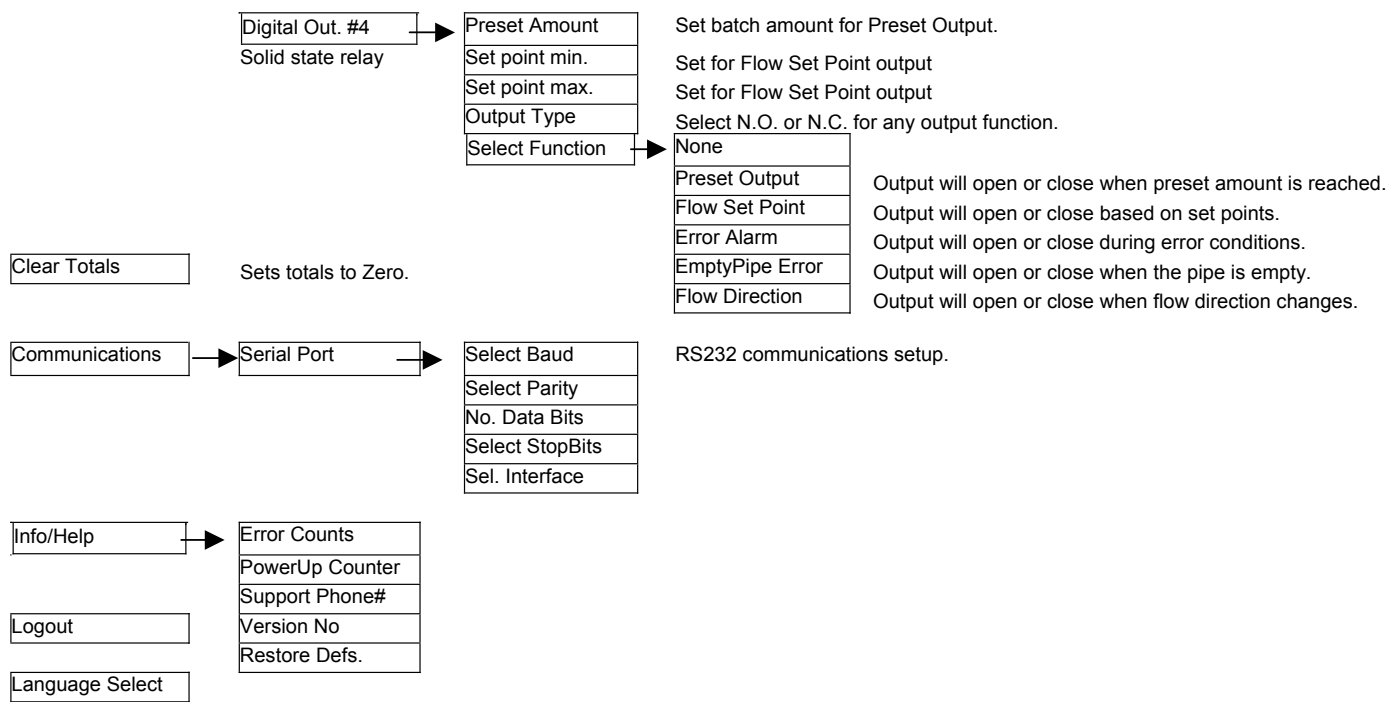 Digital Out. #4
Preset Amount
Set batch amount for Preset Output.
Solid state relay
Set point min.
Set for Flow Set Point output
Set point max.
Set for Flow Set Point output
Output Type
Select N.O. or N.C. for any output function.
Select Function
None
Preset Output
Output will open or close when preset amount is reached.
Flow Set Point
Output will open or close based on set points.
Error Alarm
Output will open or close during error conditions.
Clear Totals
Sets totals to Zero.
EmptyPipe Error
Output will open or close when the pipe is empty.
Flow Direction
Output will open or close when flow direction changes.
Communications
Serial Port
Select Baud
RS232 communications setup.
Select Parity
No. Data Bits
Select StopBits
Sel. Interface
Info/Help
Error Counts
PowerUp Counter
Support Phone#
Logout
Version No
Restore Defs.
Language Select